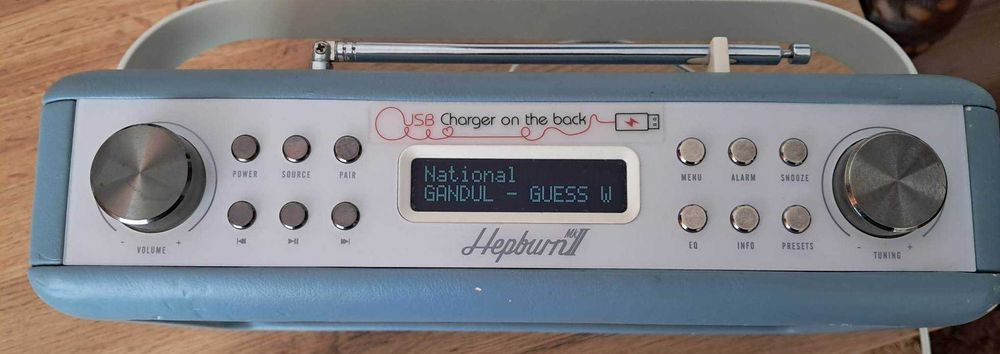 USB Charger on the back
POWER SOURCE PAIR
National
GANDUL - GUESS W
MENU ALARM SNOOZE
- VOLUME +
Hepburn MKII
EQ INFO PRESETS
- TUNING +